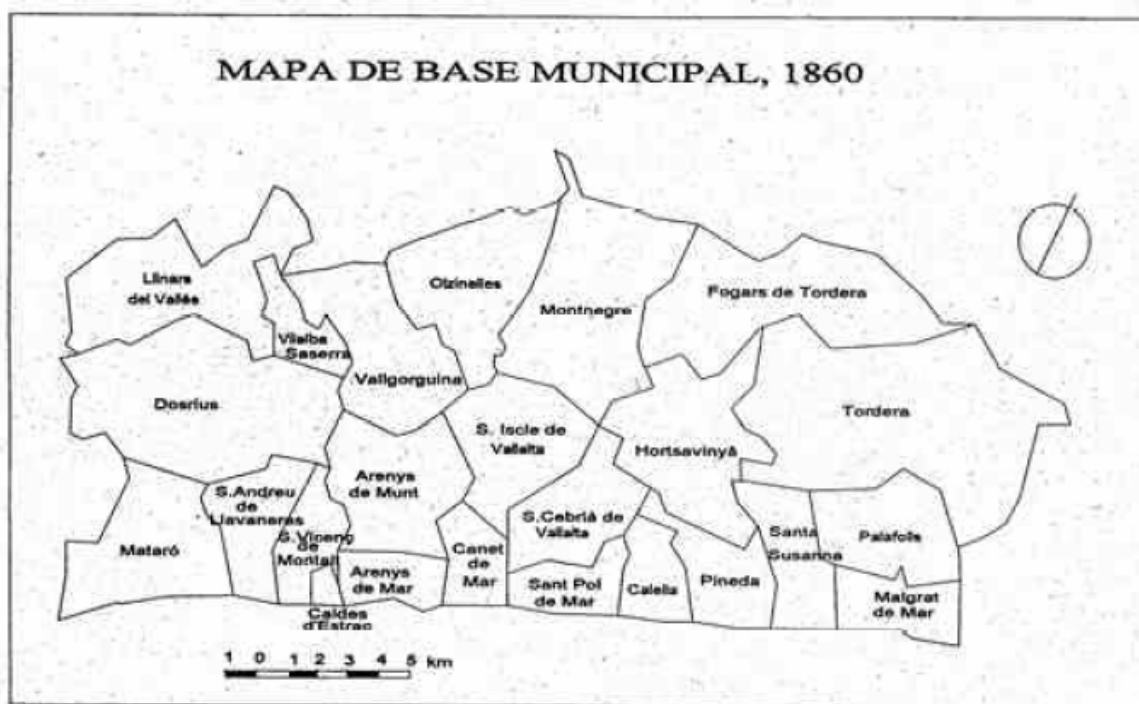 MAPA DE BASE MUNICIPAL, 1860
Llinars
del Vallés
Olzinelles
Montnegre
Fogars de Tordera
Vilalba
Saserra
Vallgorguina
Dosrius
Tordera
S. Iscle de
Vallalta
Hortsavinyà
Arenys
de Munt
S.Andreu
de
Llavaneras
S.Vicenç
de
Montalt
S.Cebrià de
Vallalta
Santa
Susanna
Palafolls
Mataró
Canet
de
Mar
Arenys
de Mar
Sant Pol
de Mar
Calella
Pineda
Malgrat
de Mar
Caldes
d'Estrac
1 0 1 2 3 4 5 km